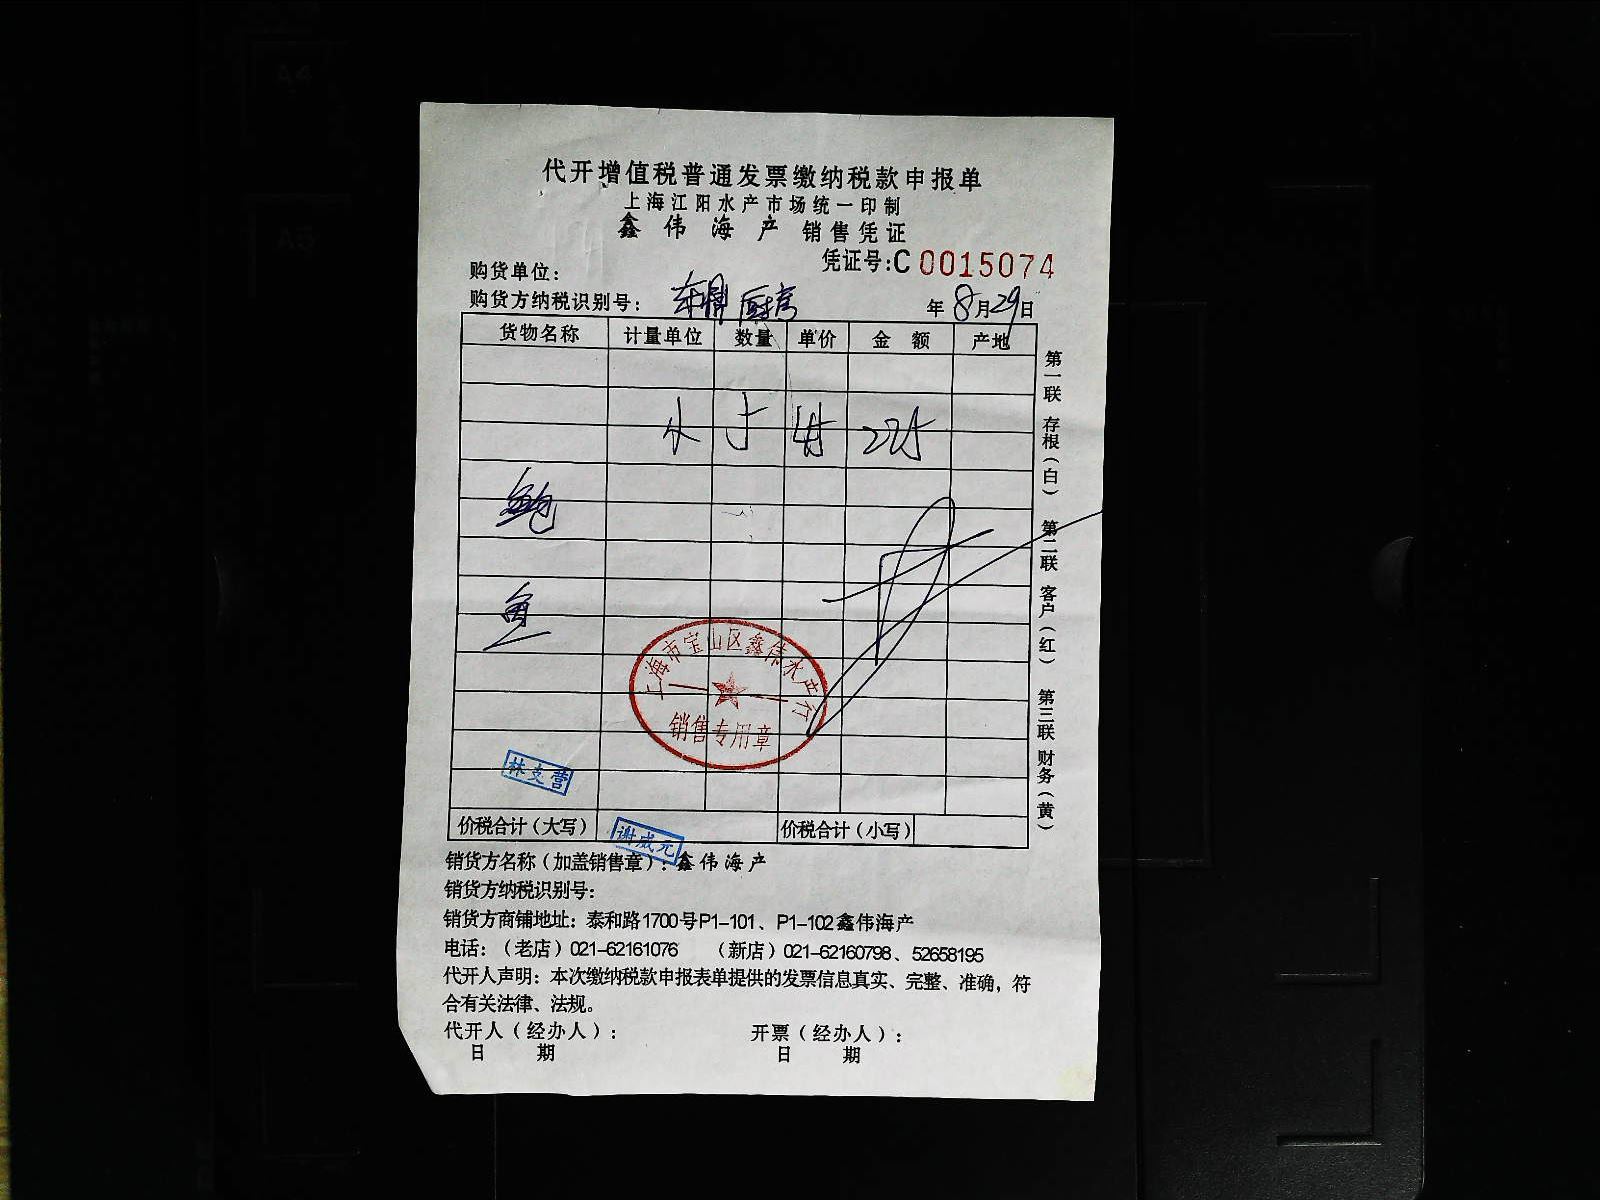 代开增值税普通发票缴纳税款申报单
上海江阳水产市场统一印制
鑫伟海产 销售凭证
凭证号:C 0015074
购货单位:
购货方纳税识别号:
年8月29日
货物名称 计量单位 数量 单价 金额 产地
5 45 225
鲍
鱼
上海市宝山区鑫伟水产行
销售专用章
林支营
价税合计(大写) 价税合计(小写)
谢成元
销货方名称(加盖销售章):鑫伟海产
销货方纳税识别号:
销货方商铺地址:泰和路1700号P1-101、P1-102鑫伟海产
电话:(老店)021-62161076 (新店)021-62160798、52658195
代开人声明:本次缴纳税款申报表单提供的发票信息真实、完整、准确,符
合有关法律、法规。
代开人(经办人): 开票(经办人):
日期 日期
第一联 存根(白) 第二联 客户(红) 第三联 财务(黄)
A4
A5